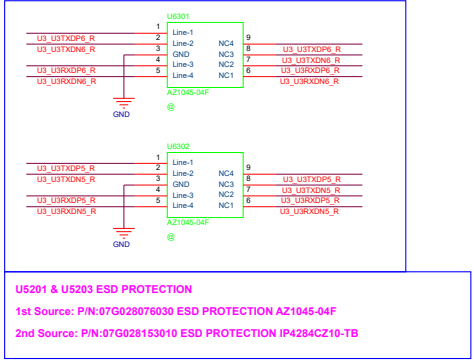 U6301
1 Line-1
U3_U3TXDP6_R 2 Line-2 NC4 9 U3_U3TXDP6_R
U3_U3TXDN6_R 3 GND NC3 8 U3_U3TXDN6_R
4 Line-3 NC2 7
U3_U3RXDP6_R 5 Line-4 NC1 6 U3_U3RXDP6_R
U3_U3RXDN6_R U3_U3RXDN6_R
AZ1045-04F
@
GND
U6302
1 Line-1
U3_U3TXDP5_R 2 Line-2 NC4 9
U3_U3TXDN5_R 3 GND NC3 8 U3_U3TXDP5_R
4 Line-3 NC2 7 U3_U3TXDN5_R
U3_U3RXDP5_R 5 Line-4 NC1 6 U3_U3RXDP5_R
U3_U3RXDN5_R U3_U3RXDN5_R
AZ1045-04F
@
GND
U5201 & U5203 ESD PROTECTION
1st Source: P/N:07G028076030 ESD PROTECTION AZ1045-04F
2nd Source: P/N:07G028153010 ESD PROTECTION IP4284CZ10-TB